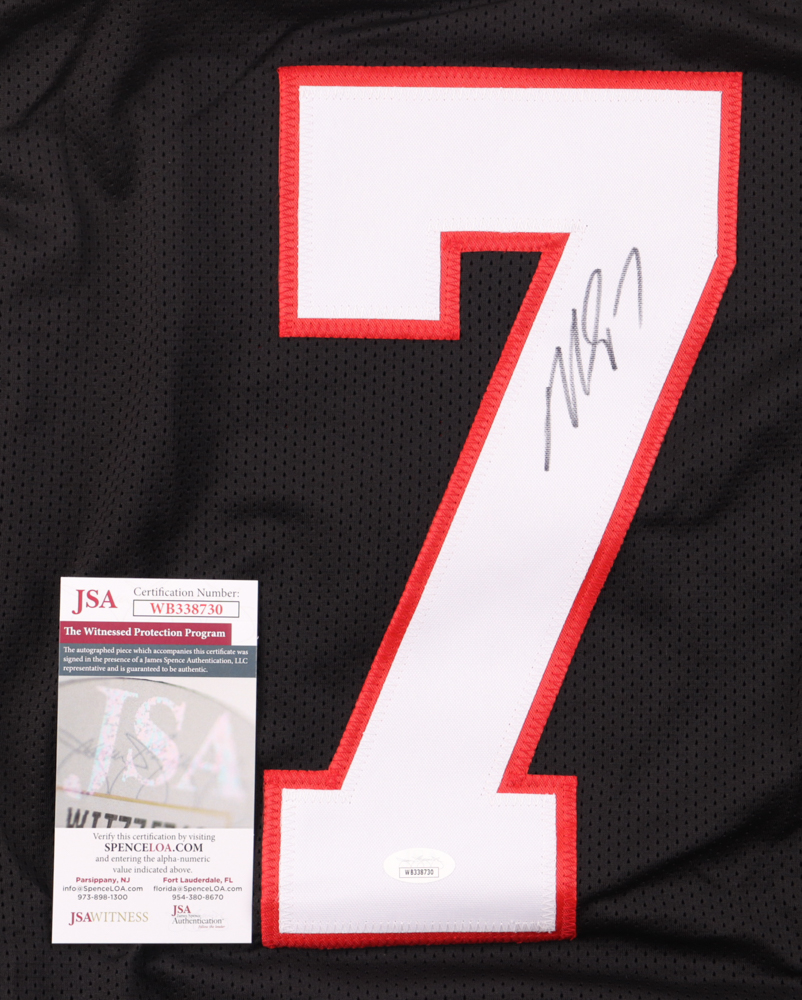 7
7
JSA
Certification Number:
WB338730
The Witnessed Protection Program
The autographed piece which accompanies this certificate was
signed in the presence of a James Spence Authentication, LLC
representative and is guaranteed to be authentic.
JSA
Verify this certification by visiting
SPENCELOA.COM
and entering the alpha-numeric
value indicated above.
Parsippany, NJ
info@SpenceLOA.com
973-898-1300
Fort Lauderdale, FL
florida@SpenceLOA.com
954-380-8670
JSAWITNESS
JSA
Authentication
WB338730